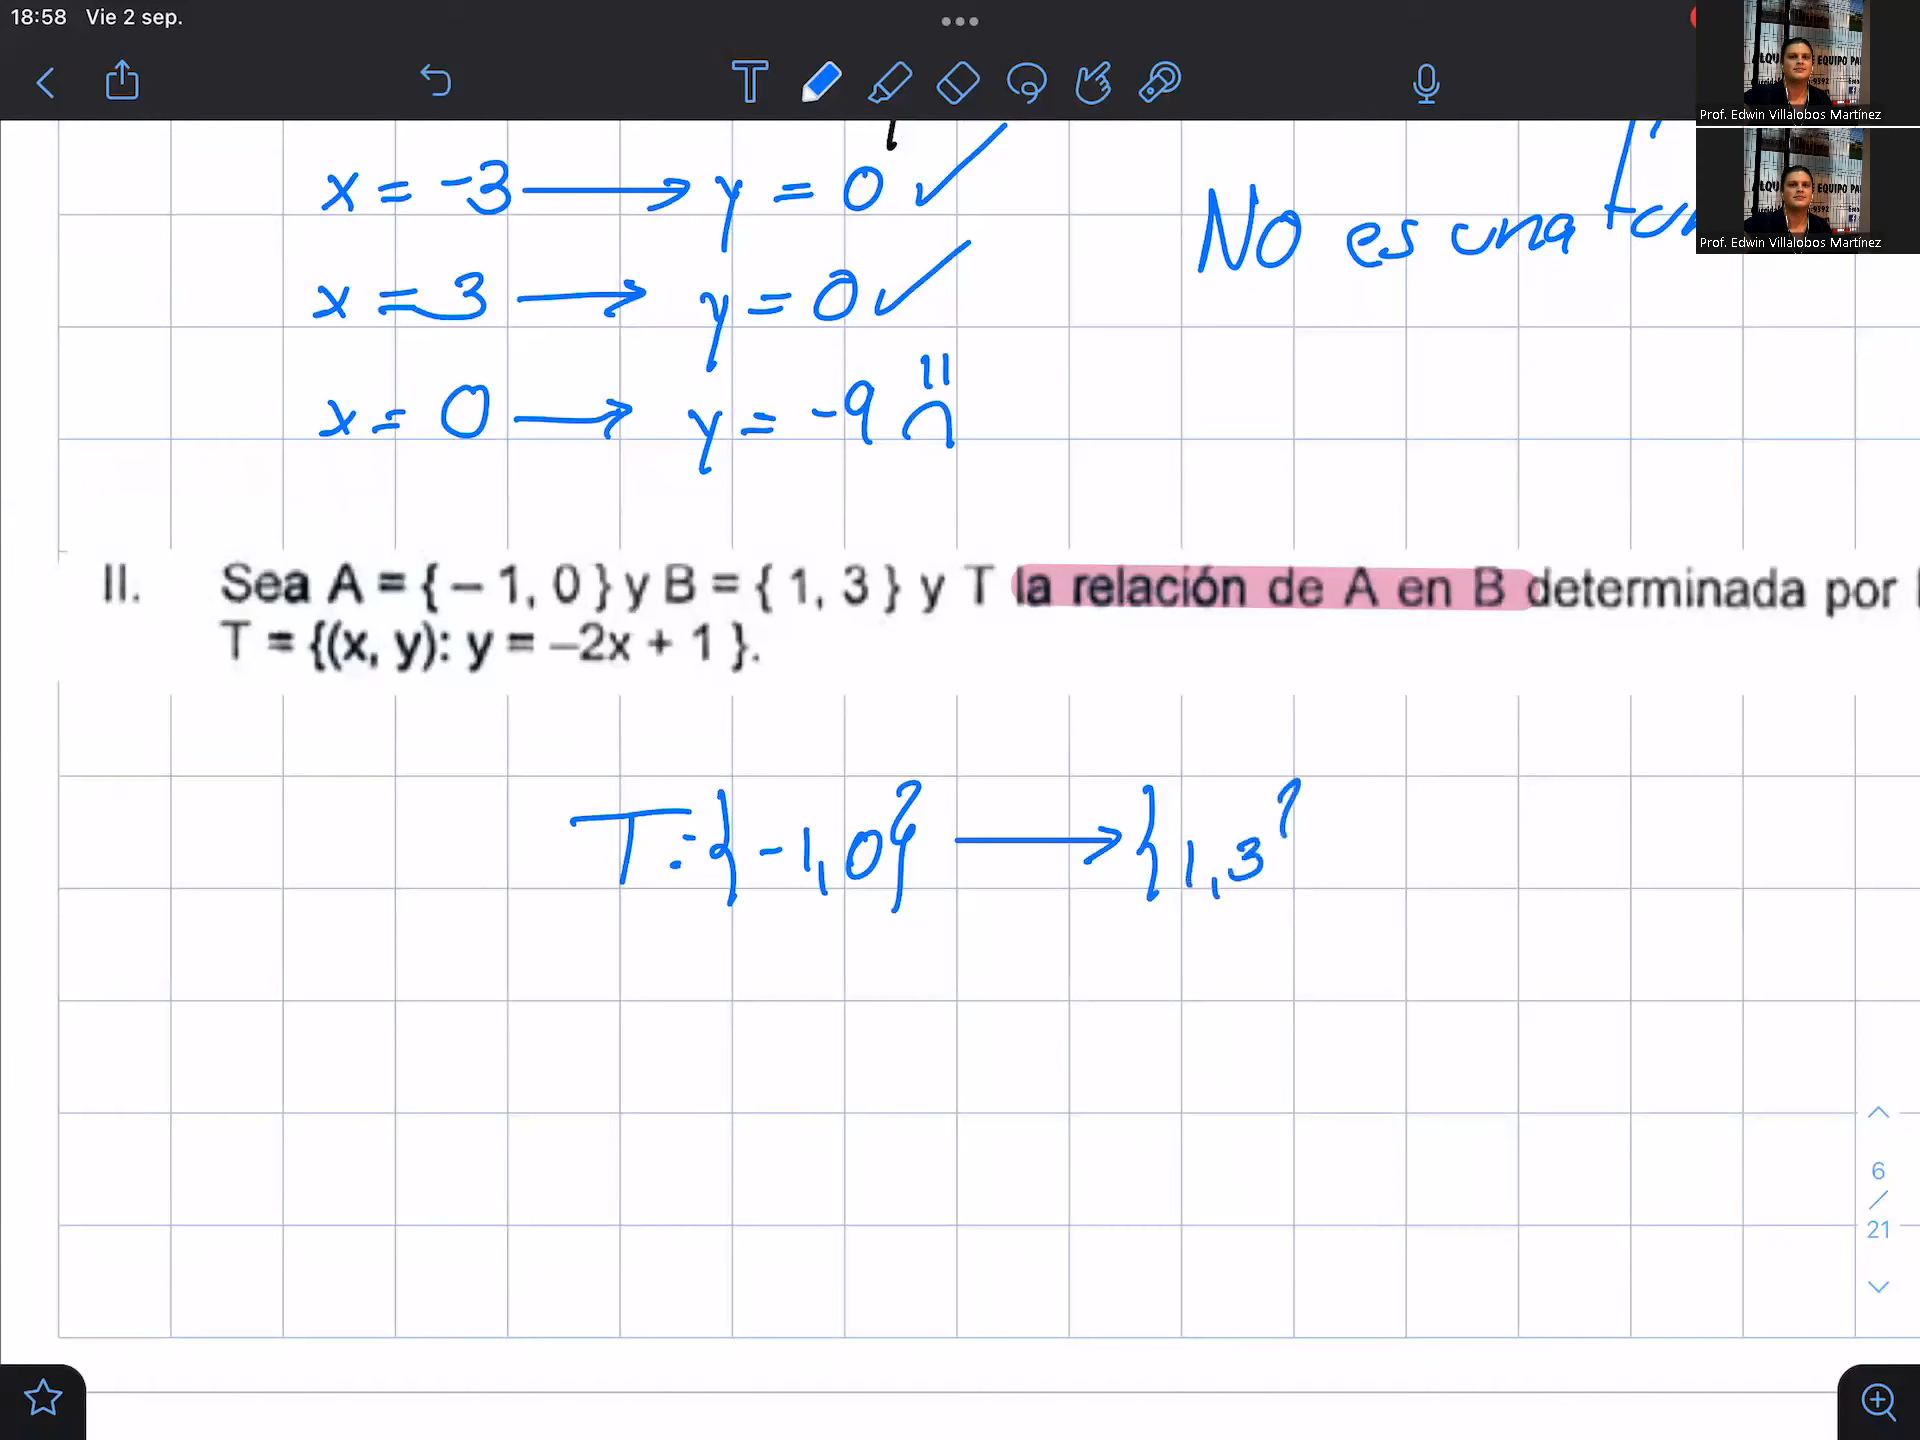 18:58 Vie 2 sep.
Prof. Edwin Villalobos Martínez
Prof. Edwin Villalobos Martínez
x = -3 → y = 0 ✓
No es una
x = 3 → y = 0 ✓
x = 0 → y = -9
II. Sea A = { – 1, 0 } y B = { 1, 3 } y T la relación de A en B determinada por
T = {(x, y): y = –2x + 1 }.
T: {-1, 0} → {1, 3}
6
/
21